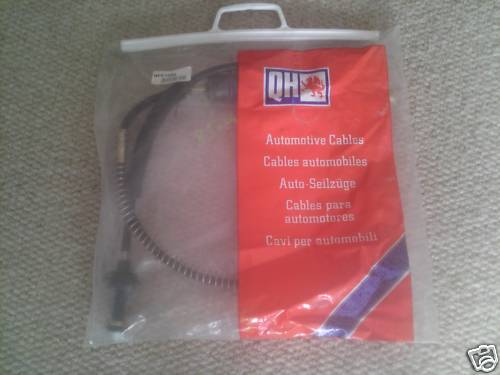 QH
Automotive Cables
Cables automobiles
Auto-Seilzüge
Cables para
automotores
Cavi per automobili